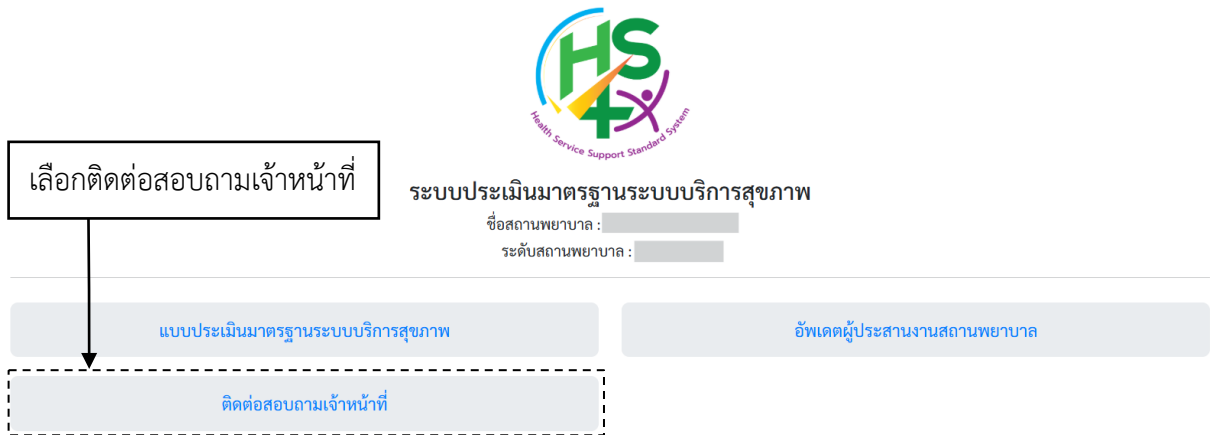 HS
Health Service Support Standard System
เลือกติดต่อสอบถามเจ้าหน้าที่
ระบบประเมินมาตรฐานระบบบริการสุขภาพ
ชื่อสถานพยาบาล :
ระดับสถานพยาบาล :
แบบประเมินมาตรฐานระบบบริการสุขภาพ
อัพเดตผู้ประสานงานสถานพยาบาล
ติดต่อสอบถามเจ้าหน้าที่